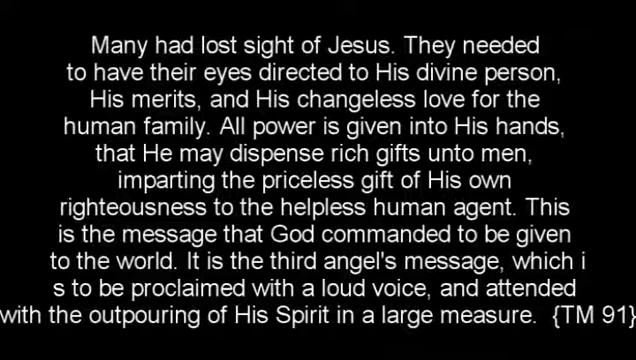 Many had lost sight of Jesus. They needed
to have their eyes directed to His divine person,
His merits, and His changeless love for the
human family. All power is given into His hands,
that He may dispense rich gifts unto men,
imparting the priceless gift of His own
righteousness to the helpless human agent. This
is the message that God commanded to be given
to the world. It is the third angel's message, which i
s to be proclaimed with a loud voice, and attended
with the outpouring of His Spirit in a large measure. {TM 91}